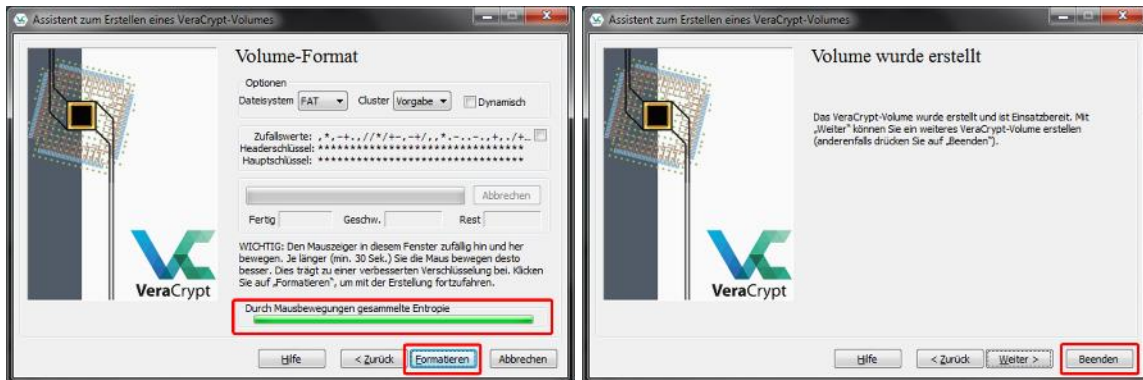 Assistent zum Erstellen eines VeraCrypt-Volumes
Volume-Format
Optionen
Dateisystem FAT Cluster Vorgabe Dynamisch
Zufallswerte: ,*,-+,,//*/+-,-+/,,*,-..-.,+,,/+…
Headerschlüssel: ********************************
Hauptschlüssel: ********************************
Abbrechen
Fertig Geschw. Rest
WICHTIG: Den Mauszeiger in diesem Fenster zufällig hin und her
bewegen. Je länger (min. 30 Sek.) Sie die Maus bewegen desto
besser. Dies trägt zu einer verbesserten Verschlüsselung bei. Klicken
Sie auf „Formatieren“, um mit der Erstellung fortzufahren.
Durch Mausbewegungen gesammelte Entropie
VeraCrypt
Hilfe < Zurück Formatieren Abbrechen
Assistent zum Erstellen eines VeraCrypt-Volumes
Volume wurde erstellt
Das VeraCrypt-Volume wurde erstellt und ist Einsatzbereit. Mit
„Weiter“ können Sie ein weiteres VeraCrypt-Volume erstellen
(anderenfalls drücken Sie auf „Beenden“).
VeraCrypt
Hilfe < Zurück Weiter > Beenden